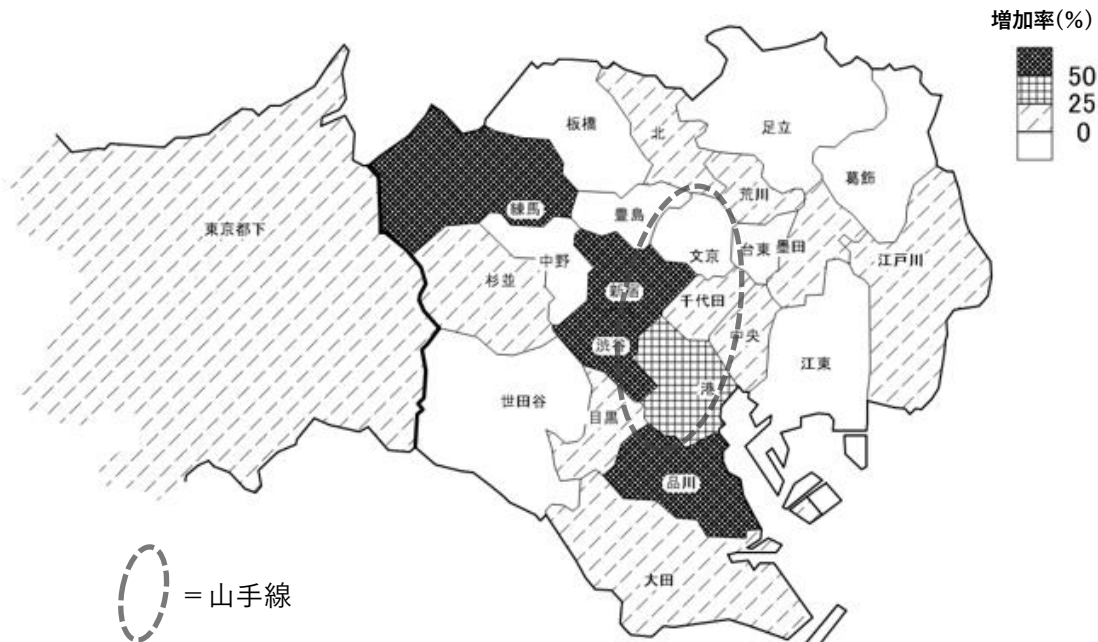 増加率(%)
50
25
0
板橋
北
足立
葛飾
荒川
練馬
豊島
東京都下
文京
台東
墨田
江戸川
中野
杉並
新宿
千代田
渋谷
中央
港
江東
世田谷
目黒
品川
大田
=山手線